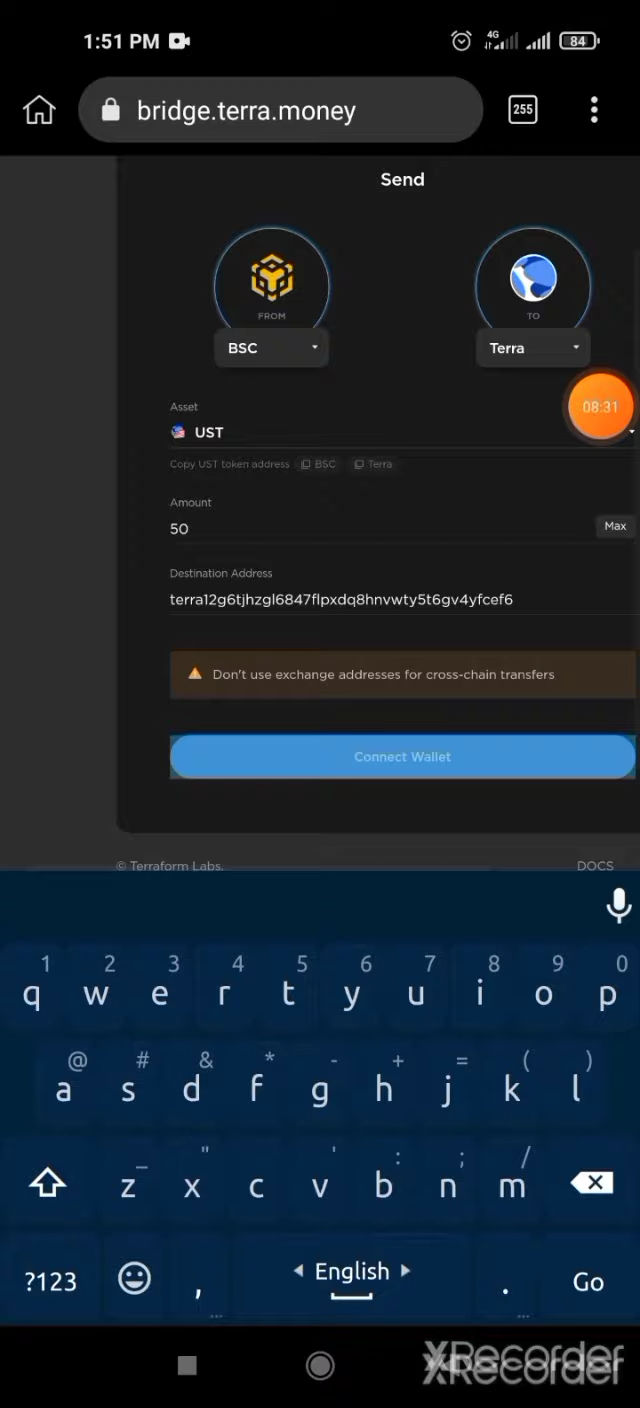 1:51 PM
4G
84
bridge.terra.money
255
Send
FROM
TO
BSC
Terra
08:31
Asset
UST
Copy UST token address BSC Terra
Amount
50
Max
Destination Address
terra12g6tjhzgl6847flpxdq8hnvwty5t6gv4yfcef6
Don't use exchange addresses for cross-chain transfers
Connect Wallet
© Terraform Labs.
DOCS
1 2 3 4 5 6 7 8 9 0
q w e r t y u i o p
@ # & * - + = ( )
a s d f g h j k l
_ " ' : ; /
z x c v b n m
?123 , English . Go
XRecorder